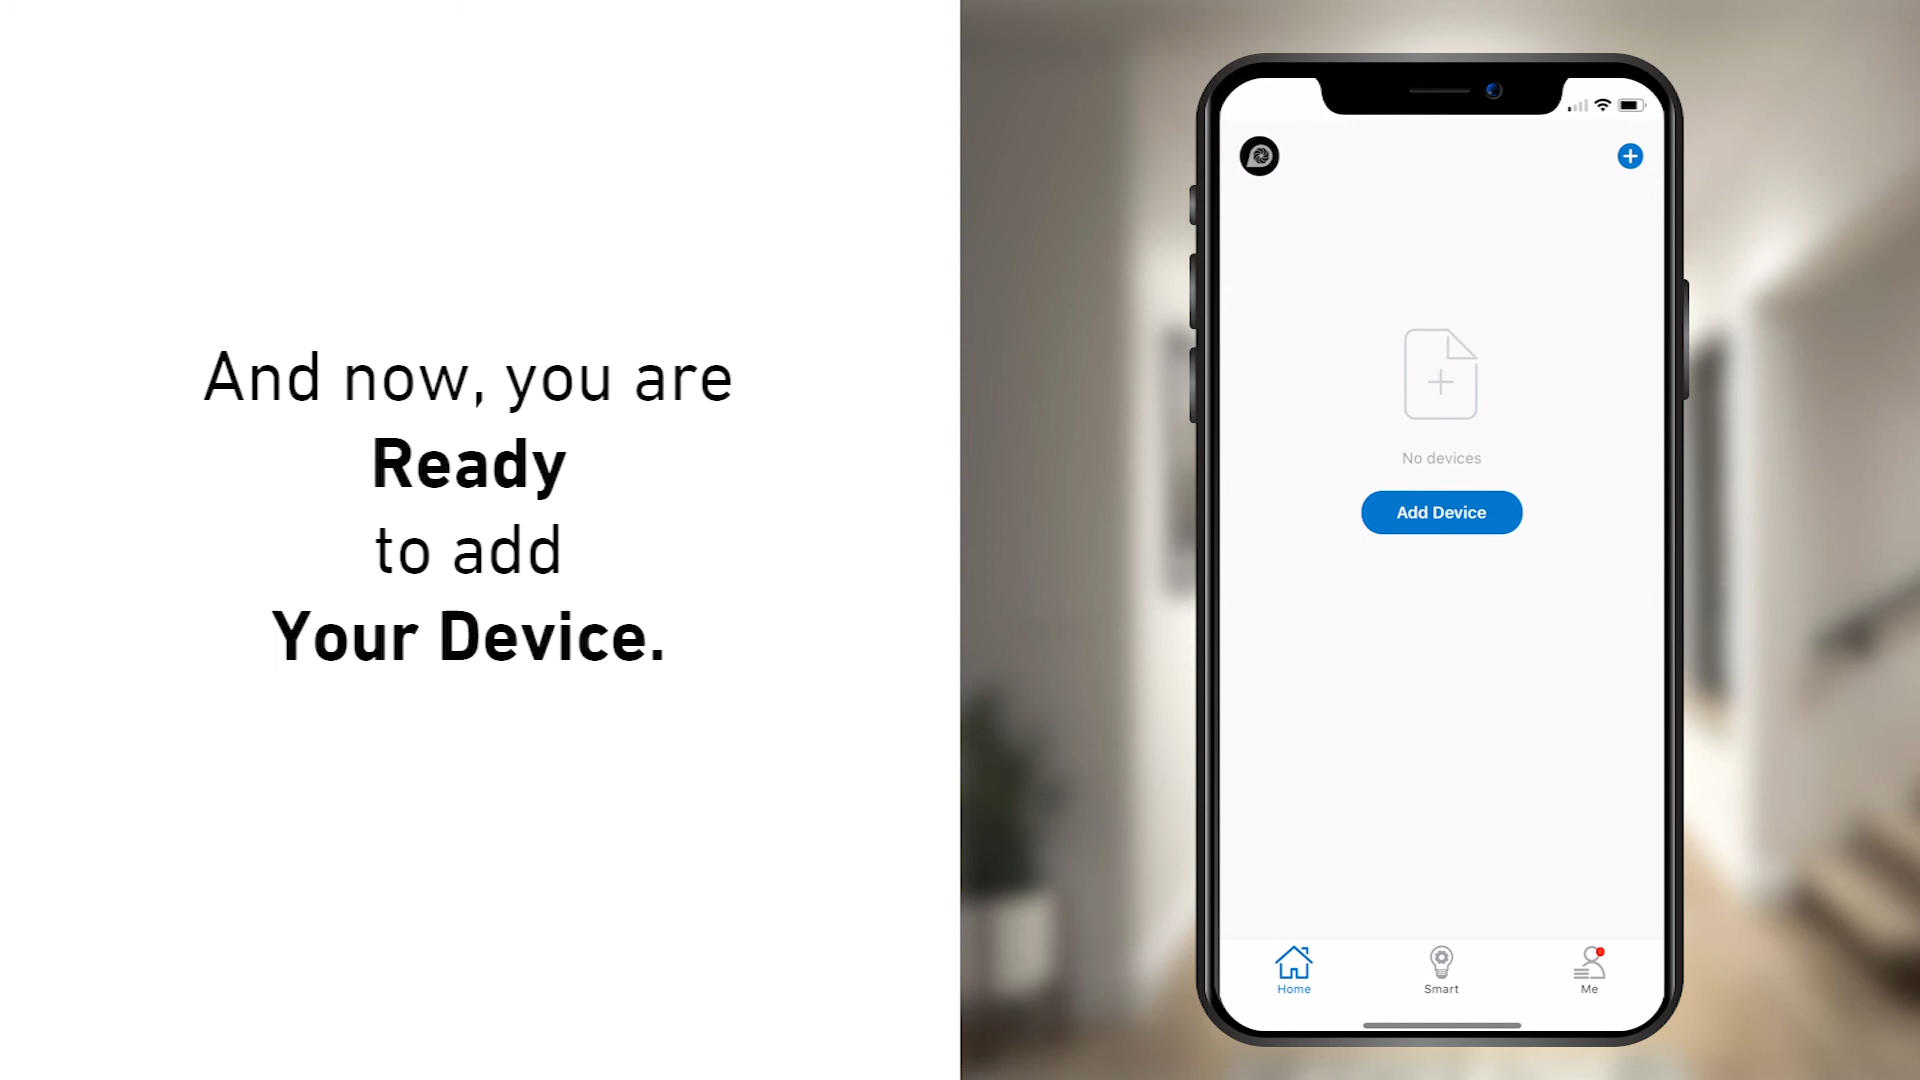 And now, you are
Ready
to add
Your Device.
No devices
Add Device
Home
Smart
Me